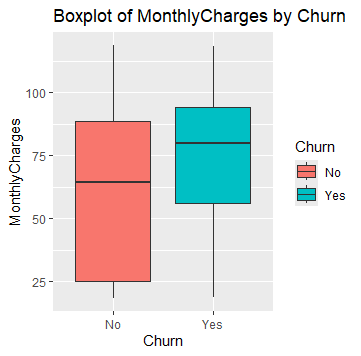 Boxplot of MonthlyCharges by Churn
MonthlyCharges
100
75
50
25
No
Yes
Churn
Churn
No
Yes